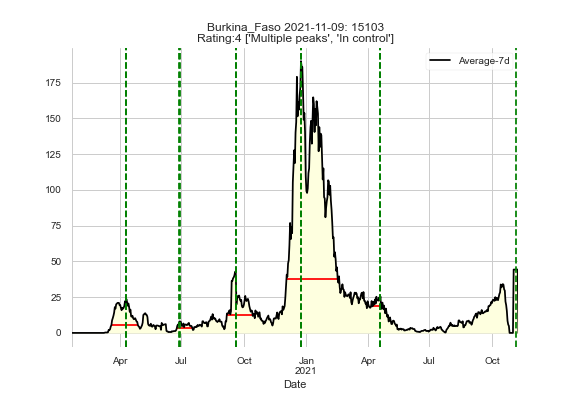 Burkina_Faso 2021-11-09: 15103
Rating:4 ['Multiple peaks', 'In control']
Average-7d
175
150
125
100
75
50
25
0
Apr Jul Oct Jan Apr Jul Oct
2021
Date